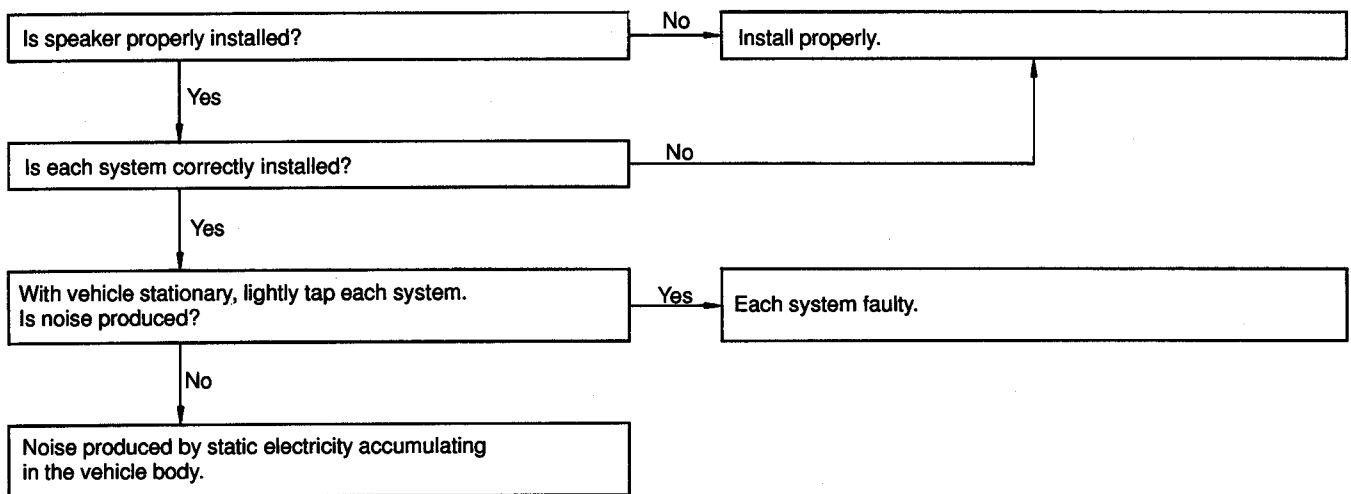 Is speaker properly installed?
No
Install properly.
Yes
Is each system correctly installed?
No
Yes
With vehicle stationary, lightly tap each system.
Is noise produced?
Yes
Each system faulty.
No
Noise produced by static electricity accumulating
in the vehicle body.